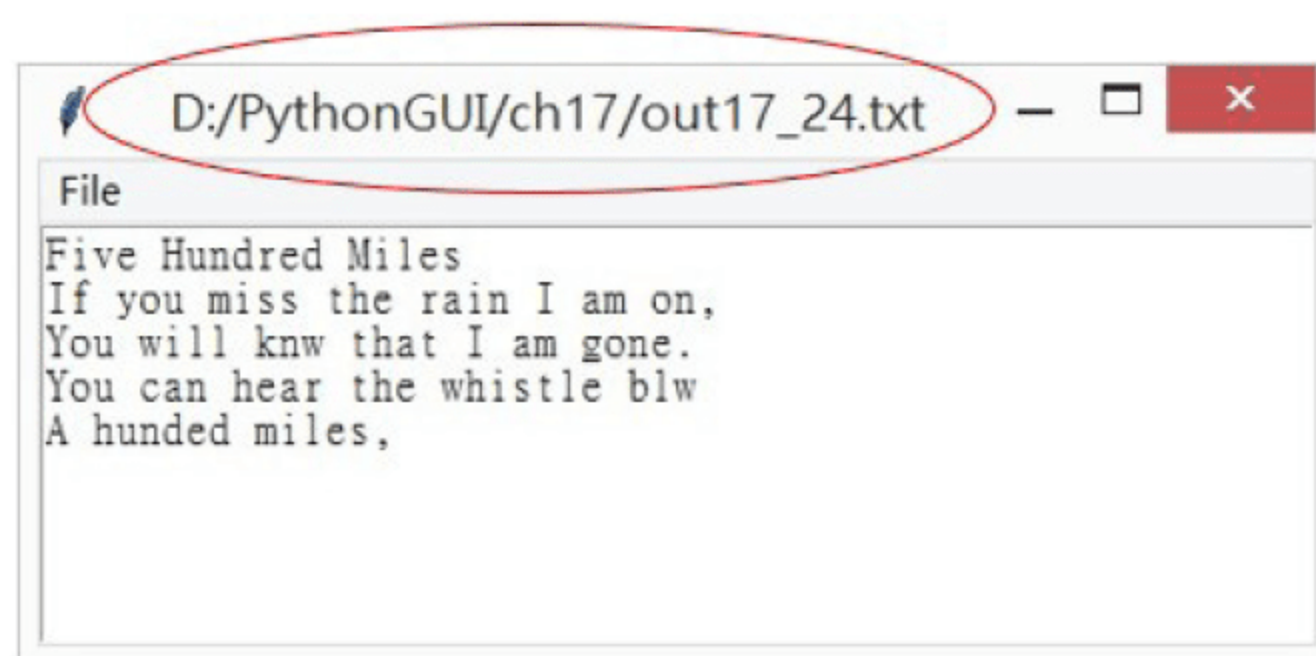 D:/PythonGUI/ch17/out17_24.txt
File
Five Hundred Miles
If you miss the rain I am on,
You will knw that I am gone.
You can hear the whistle blw
A hunded miles,